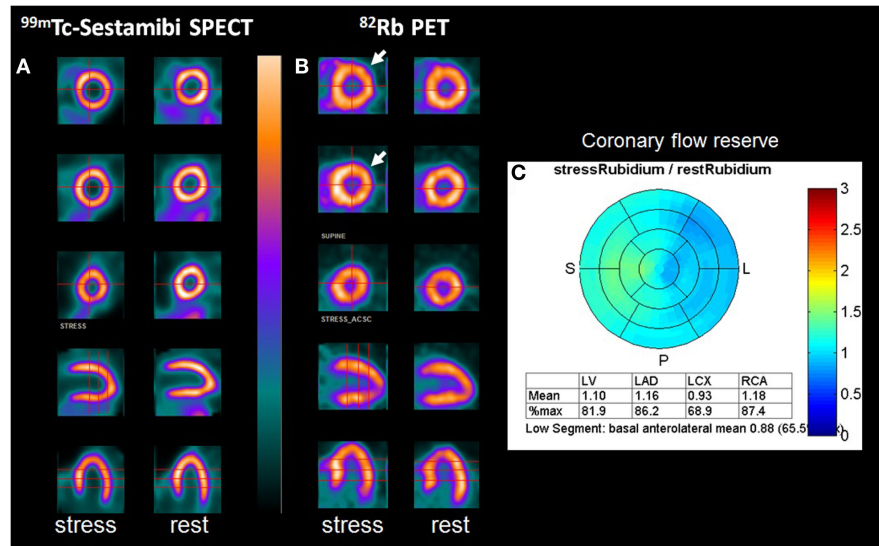 99mTc-Sestamibi SPECT
82Rb PET
A
B
SUPINE
STRESS
STRESS_ACSC
stress rest
stress rest
Coronary flow reserve
C
stressRubidium / restRubidium
S
L
P
3
2.5
2
1.5
1
0.5
0
LV LAD LCX RCA
Mean 1.10 1.16 0.93 1.18
%max 81.9 86.2 68.9 87.4
Low Segment: basal anterolateral mean 0.88 (65.5%